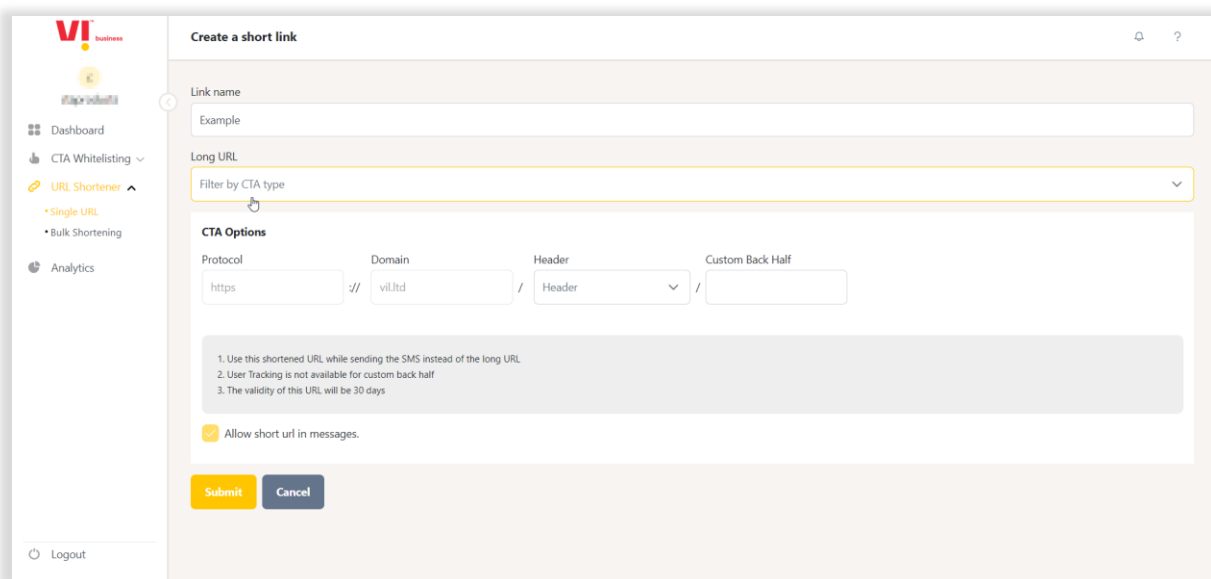 VI business
Create a short link
?
Link name
Example
Dashboard
CTA Whitelisting
Long URL
URL Shortener
Filter by CTA type
Single URL
Bulk Shortening
CTA Options
Analytics
Protocol Domain Header Custom Back Half
https :// vil.ltd / Header /
1. Use this shortened URL while sending the SMS instead of the long URL
2. User Tracking is not available for custom back half
3. The validity of this URL will be 30 days
Allow short url in messages.
Submit Cancel
Logout